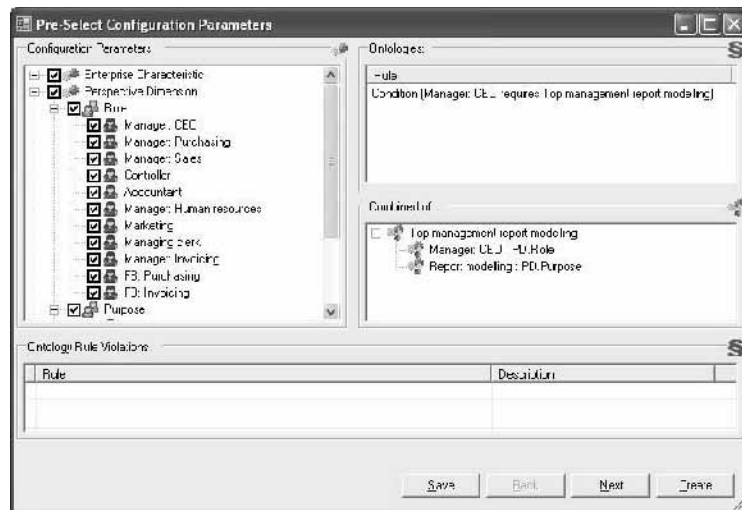 Pre-Select Configuration Parameters
Configuration Parameters
Enterprise Characteristic
Perspective Dimension
Role
Manager: CEO
Manager: Purchasing
Manager: Sales
Controller
Accountant
Manager: Human resources
Marketing
Managing clerk
Manager: Invoicing
FB: Purchasing
FB: Invoicing
Purpose
Ontologies:
Rule
Condition (Manager: CEO requires Top management report modelling)
Combined of
Top management report modelling
Manager: CEO : PD.Role
Report modelling : PD.Purpose
Ontology Rule Violations
Rule Description
Save Back Next Create